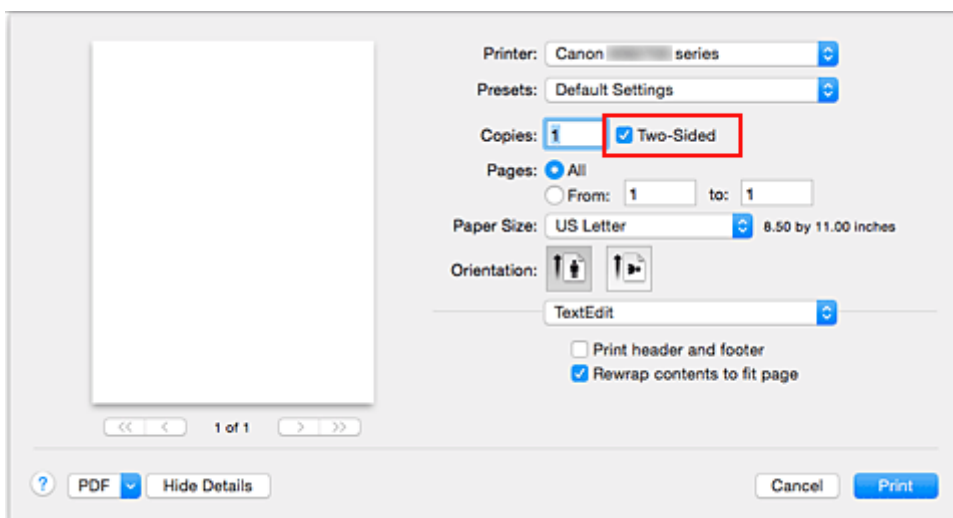 Printer: Canon series
Presets: Default Settings
Copies: 1 Two-Sided
Pages: All
From: 1 to: 1
Paper Size: US Letter 8.50 by 11.00 inches
Orientation:
TextEdit
Print header and footer
Rewrap contents to fit page
<< < 1 of 1 > >>
? PDF Hide Details Cancel Print